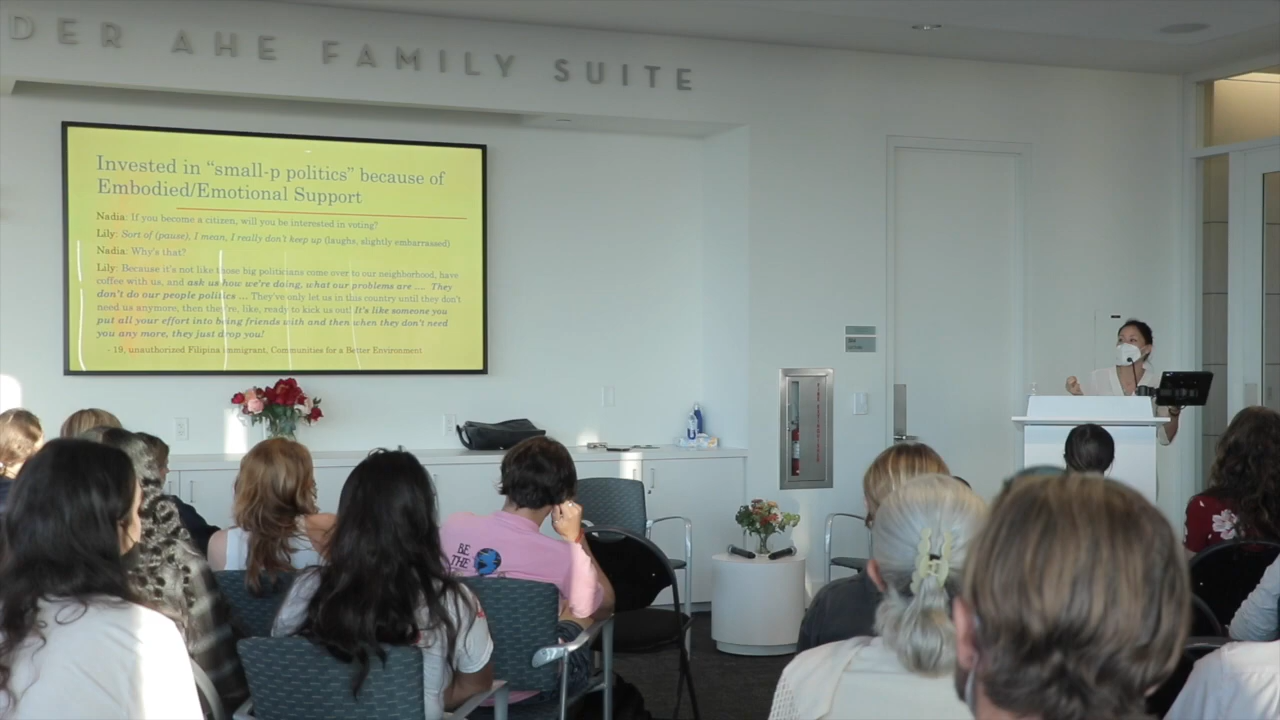 DER AHE FAMILY SUITE
Invested in “small-p politics” because of
Embodied/Emotional Support
Nadia: If you become a citizen, will you be interested in voting?
Lily: Sort of (pause), I mean, I really don't keep up (laughs, slightly embarrassed)
Nadia: Why's that?
Lily: Because it's not like those big politicians come over to our neighborhood, have
coffee with us, and ask us how we're doing, what our problems are .... They
don't do our people politics ... They've only let us in this country until they don't
need us anymore, then they're, like, ready to kick us out! It's like someone you
put all your effort into being friends with and then when they don't need
you any more, they just drop you!
- 19, unauthorized Filipina immigrant, Communities for a Better Environment
BE
THE